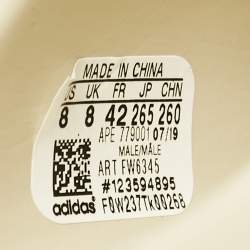 MADE IN CHINA
US UK FR JP CHN
8 8 42 265 260
APE 779001 07/19
MALE/MÂLE
ART FW6345
#123594895
adidas F0W237Tk00268